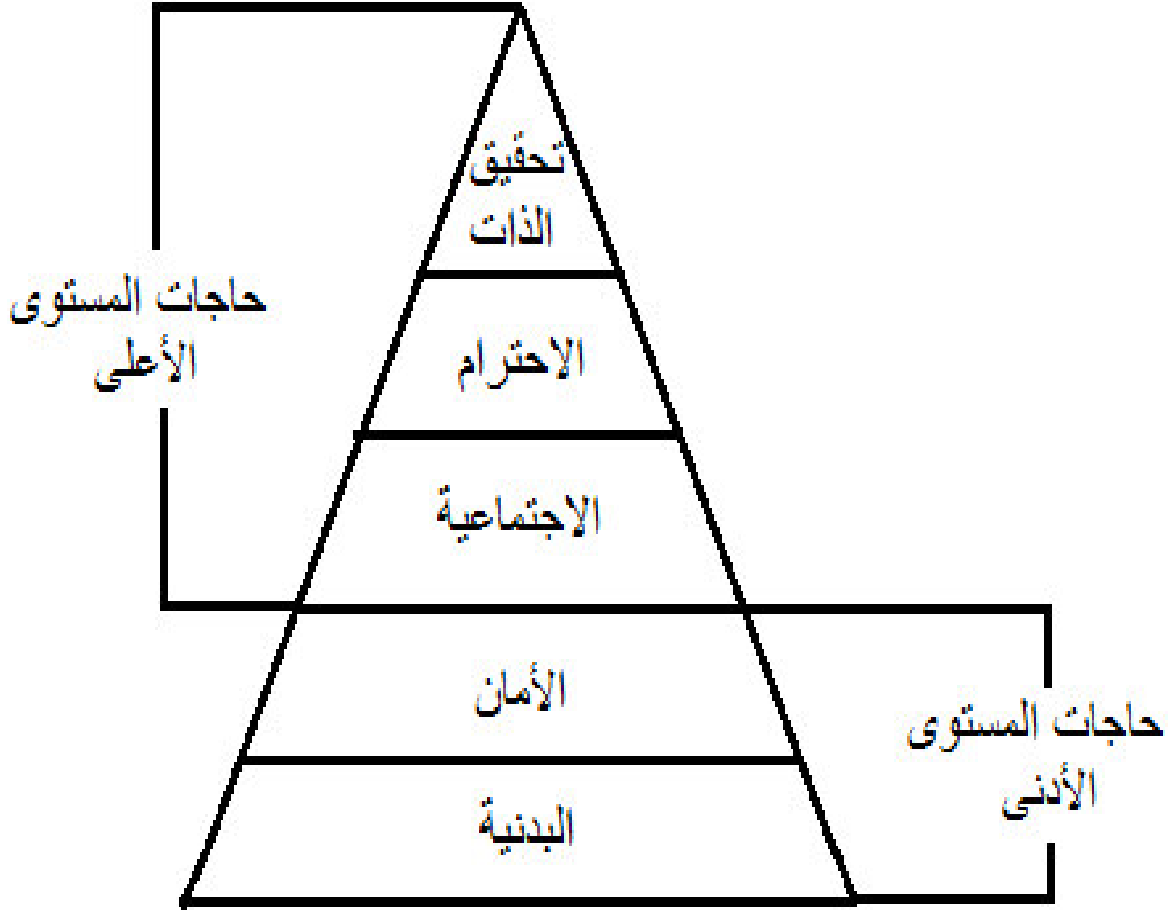 تحقيق
الذات
حاجات المستوى
الأعلى
الاحترام
الاجتماعية
الأمان
حاجات المستوى
الأدنى
البدنية